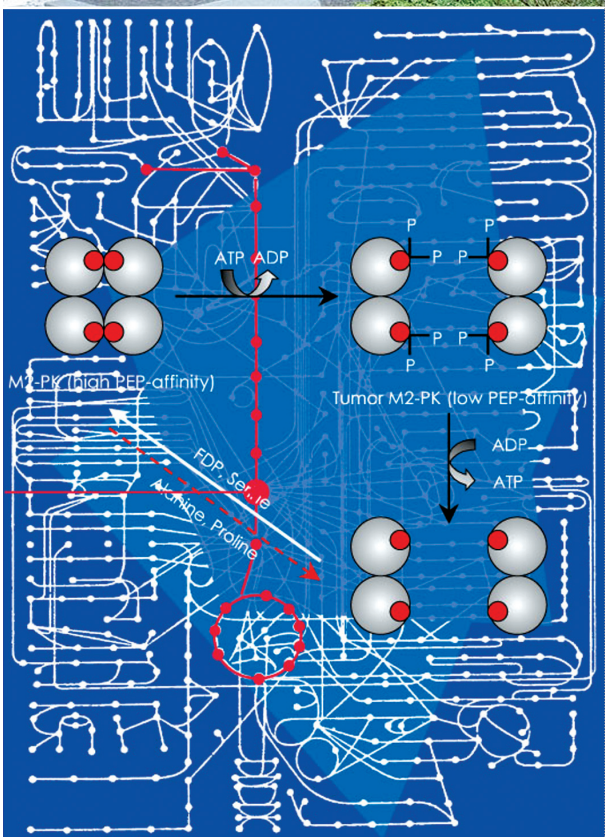 P P
ATP ADP
P P
P P
P P
M2-PK (high PEP-affinity)
Tumor M2-PK (low PEP-affinity)
ADP
ATP
FDP, Serine
Alanine, Proline